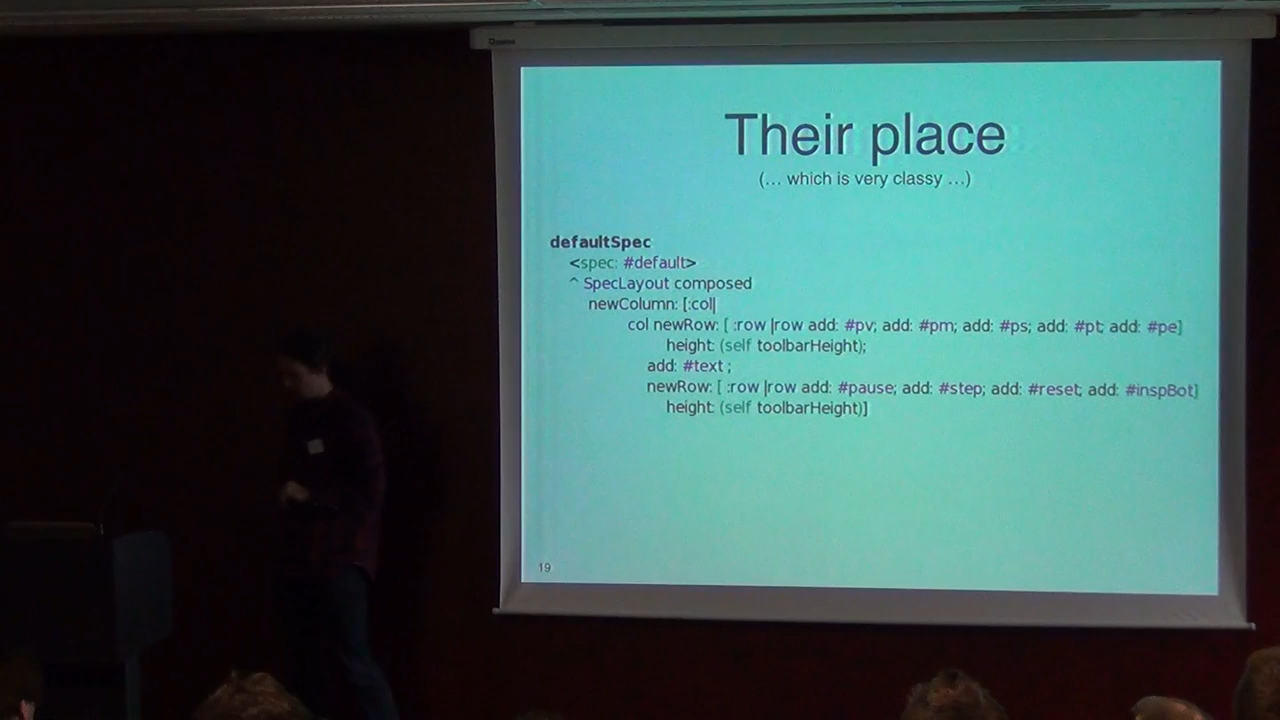 Their place
(... which is very classy ...)
defaultSpec
<spec: #default>
^ SpecLayout composed
newColumn: [:col|
col newRow: [ :row |row add: #pv; add: #pm; add: #ps; add: #pt; add: #pe]
height: (self toolbarHeight);
add: #text ;
newRow: [ :row |row add: #pause; add: #step; add: #reset; add: #inspBot]
height: (self toolbarHeight)]
19